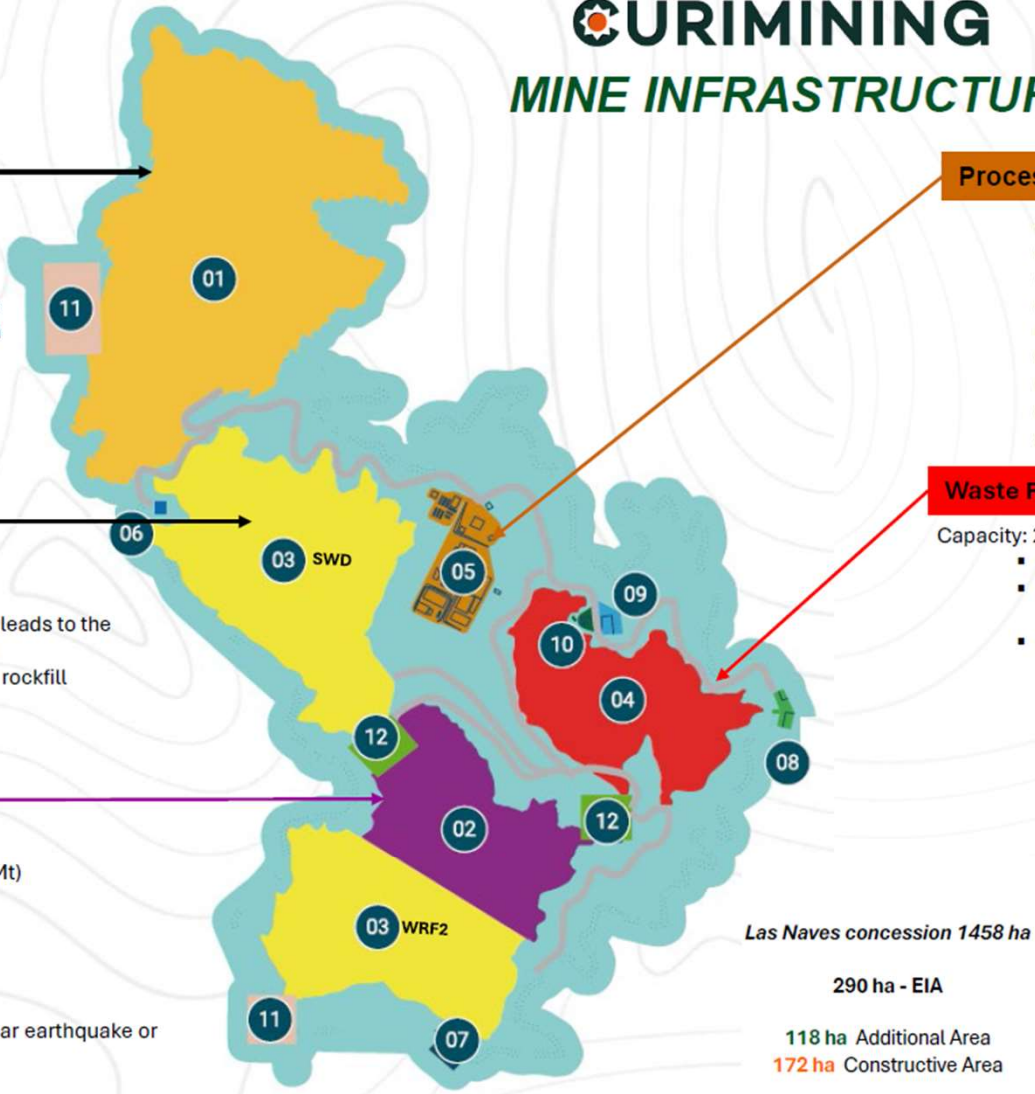 CURIMINING
MINE INFRASTRUCTU
Proces
01
11
Waste
Capacity:
06
03 SWD
05
09
leads to the
10
rockfill
04
12
08
02
12
Mt)
03 WRF2
Las Naves concession 1458 ha
290 ha - EIA
11
ar earthquake or
07
118 ha Additional Area
172 ha Constructive Area